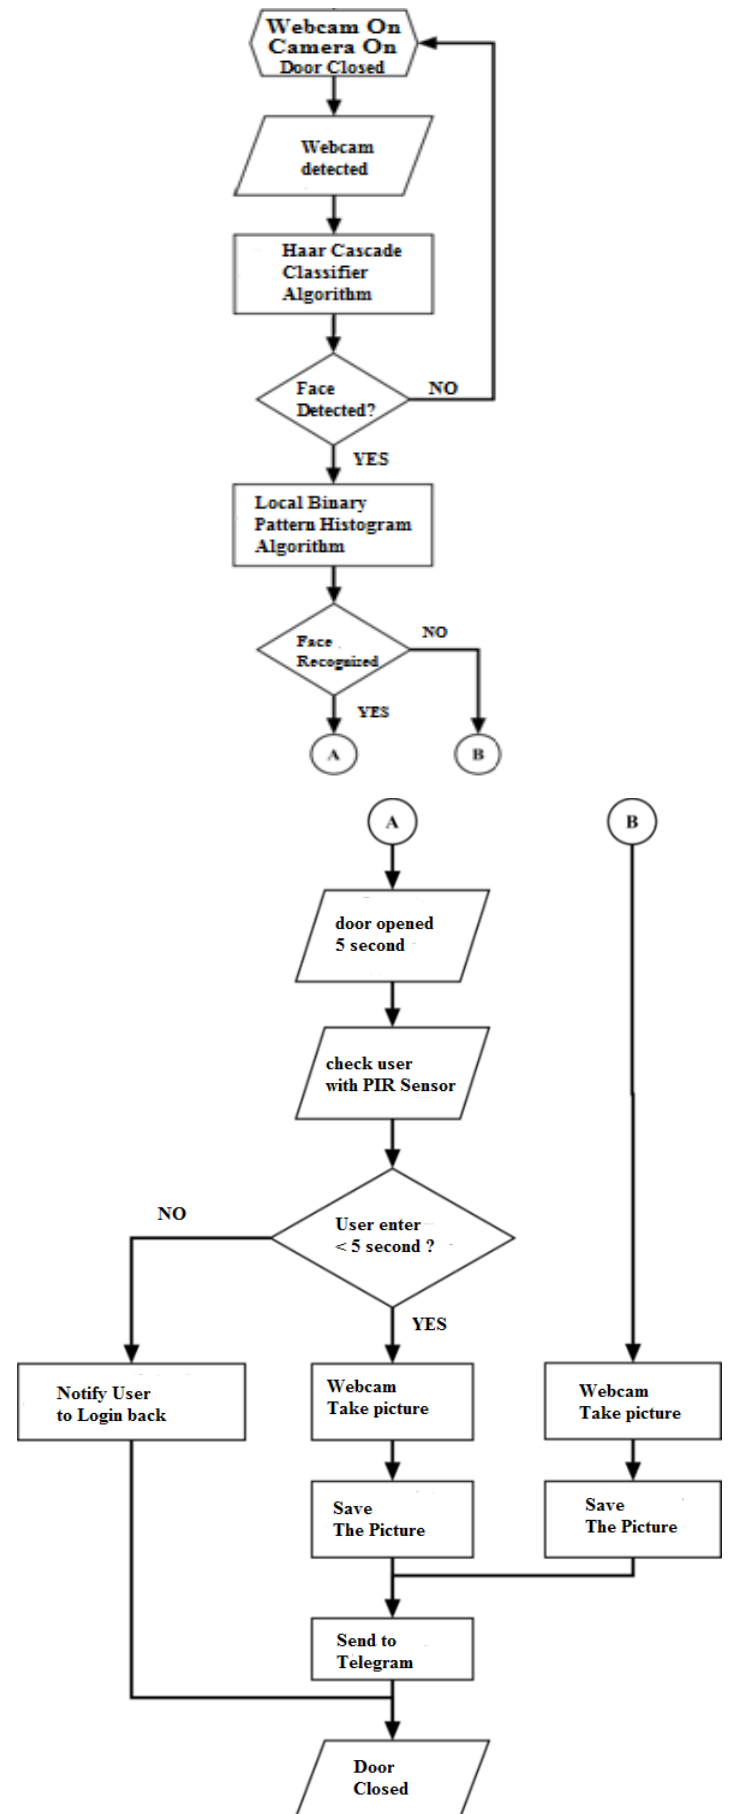 Webcam On
Camera On
Door Closed
Webcam
detected
Haar Cascade
Classifier
Algorithm
Face
Detected?
NO
YES
Local Binary
Pattern Histogram
Algorithm
Face
Recognized
NO
YES
A
B
A
B
door opened
5 second
check user
with PIR Sensor
User enter
< 5 second ?
NO
YES
Notify User
to Login back
Webcam
Take picture
Webcam
Take picture
Save
The Picture
Save
The Picture
Send to
Telegram
Door
Closed